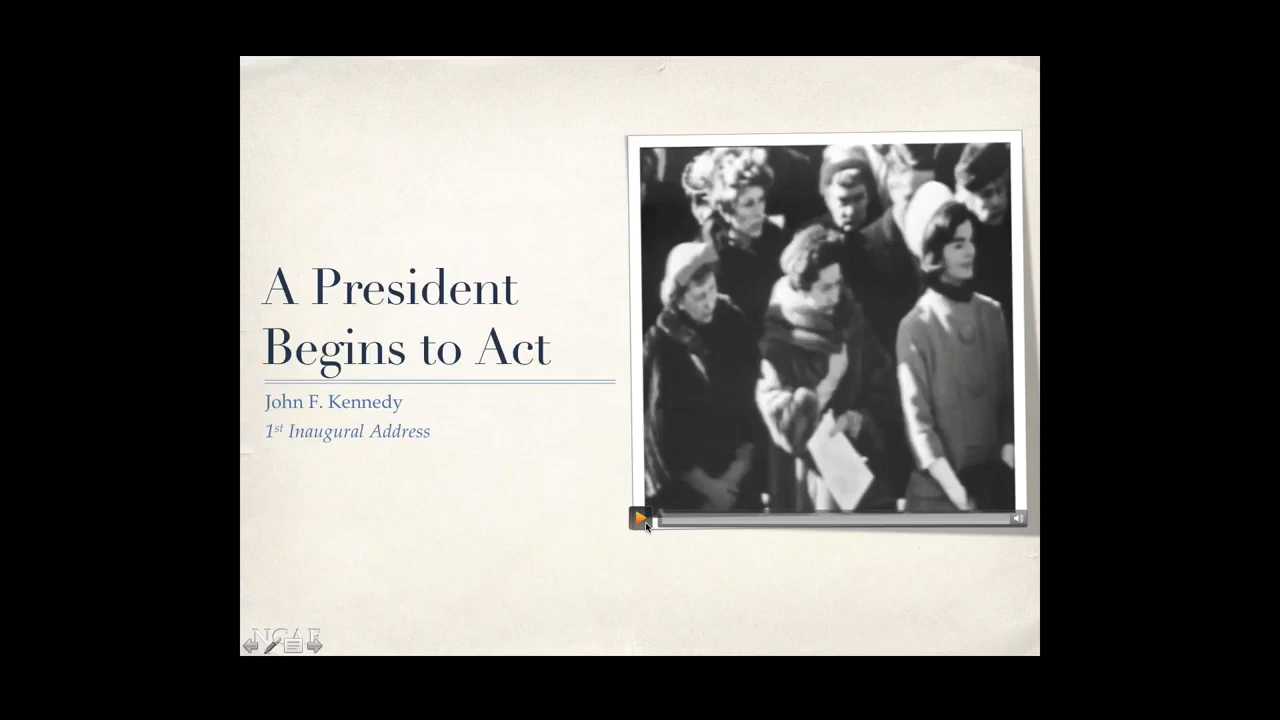 A President
Begins to Act
John F. Kennedy
1st Inaugural Address